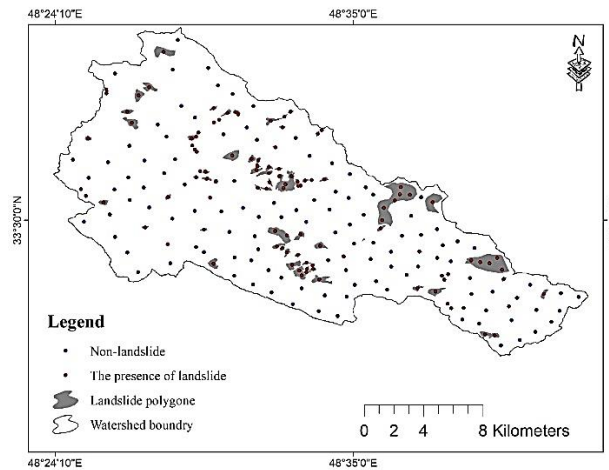 48°24'10"E 48°35'0"E
N
33°30'0"N
Legend
Non-landslide
The presence of landslide
Landslide polygone
Watershed boundry
0 2 4 8 Kilometers
48°24'10"E 48°35'0"E